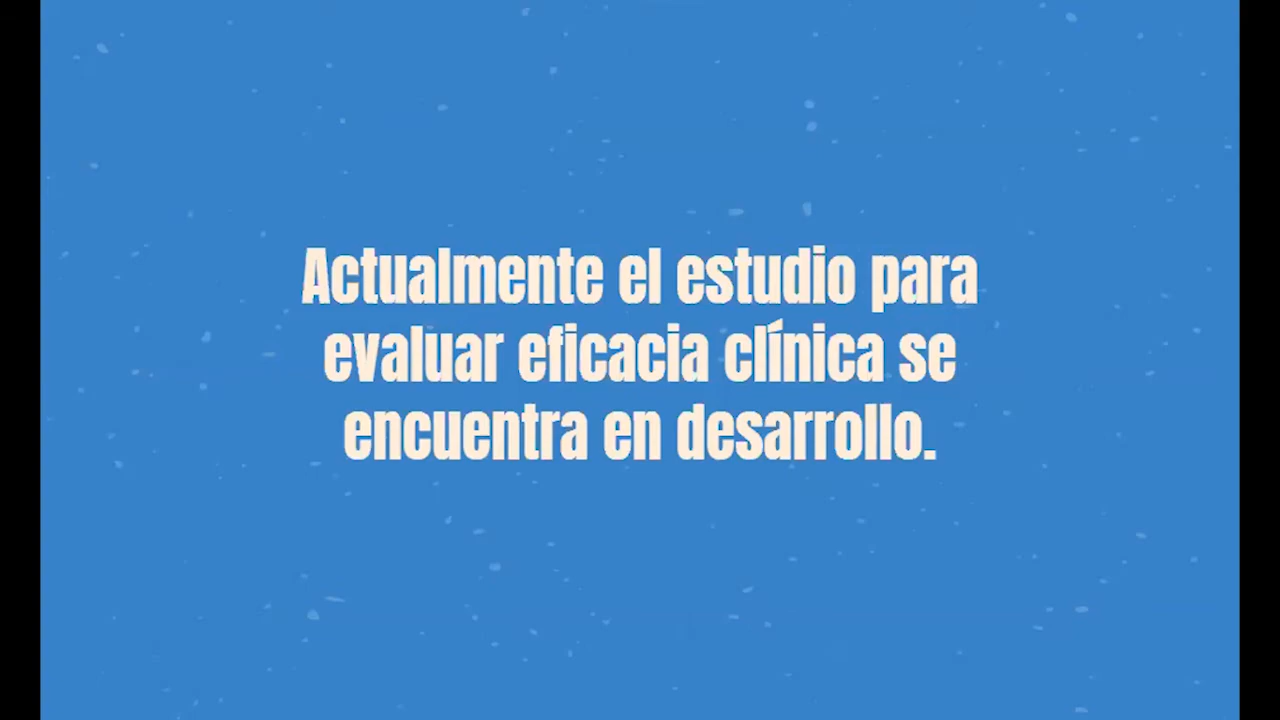 Actualmente el estudio para
evaluar eficacia clínica se
encuentra en desarrollo.